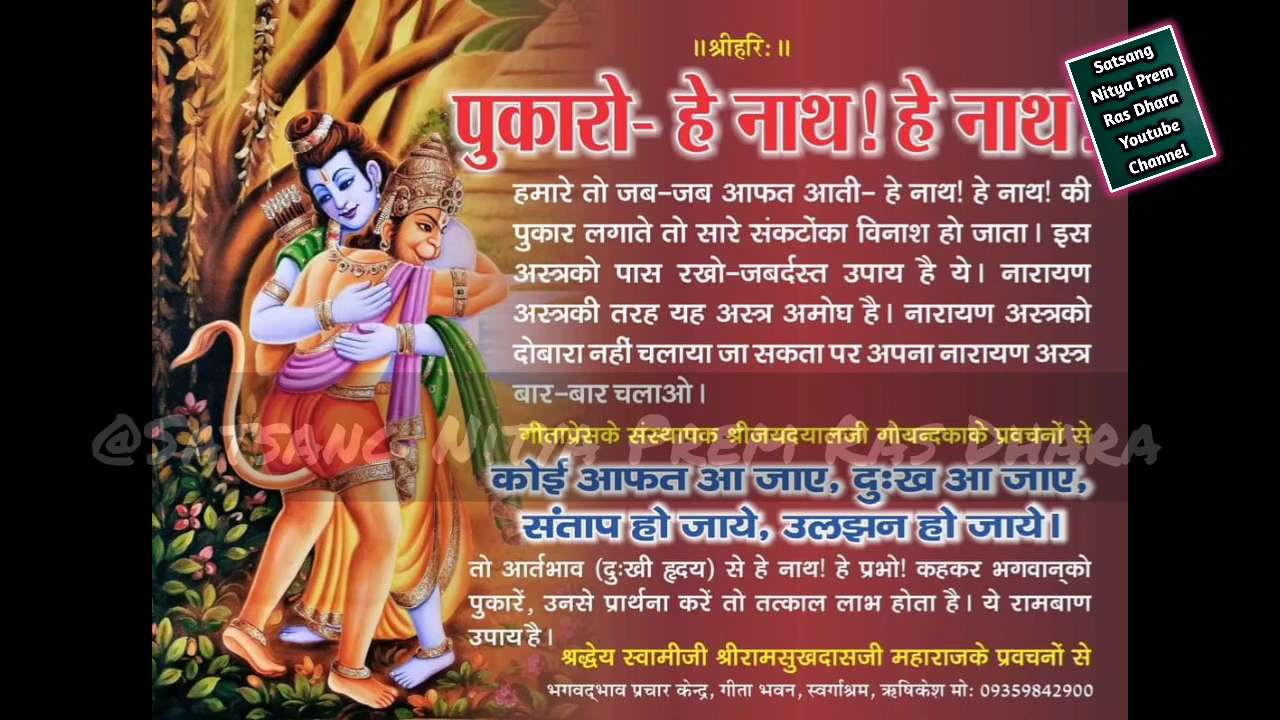 ॥श्रीहरि:॥
पुकारो- हे नाथ! हे नाथ!
Satsang
Nitya Prem
Ras Dhara
Youtube
Channel
हमारे तो जब-जब आफत आती- हे नाथ! हे नाथ! की
पुकार लगाते तो सारे संकटोंका विनाश हो जाता। इस
अस्त्रको पास रखो-जबर्दस्त उपाय है ये। नारायण
अस्त्रकी तरह यह अस्त्र अमोघ है। नारायण अस्त्रको
दोबारा नहीं चलाया जा सकता पर अपना नारायण अस्त्र
बार-बार चलाओ।
@Satsang Nitya Prem Ras Dhara
गीताप्रेसके संस्थापक श्रीजयदयालजी गोयन्दकाके प्रवचनों से
कोई आफत आ जाए, दुःख आ जाए,
संताप हो जाये, उलझन हो जाये।
तो आर्तभाव (दुःखी हृदय) से हे नाथ! हे प्रभो! कहकर भगवान्को
पुकारें, उनसे प्रार्थना करें तो तत्काल लाभ होता है। ये रामबाण
उपाय है।
श्रद्धेय स्वामीजी श्रीरामसुखदासजी महाराजके प्रवचनों से
भगवद्भाव प्रचार केन्द्र, गीता भवन, स्वर्गाश्रम, ऋषिकेश मो: 09359842900